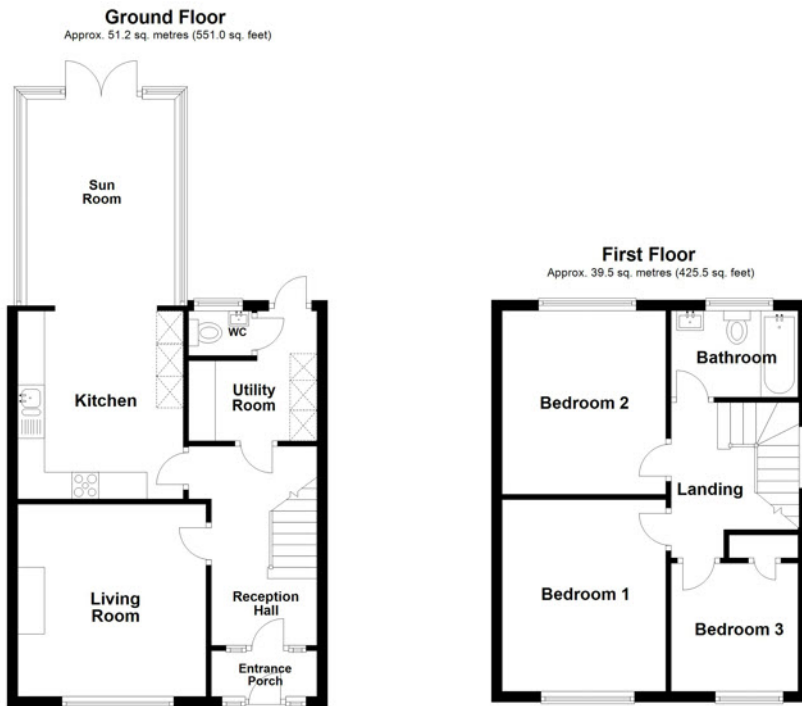 Ground Floor
Approx. 51.2 sq. metres (551.0 sq. feet)
Sun
Room
WC
Kitchen
Utility
Room
Living
Room
Reception
Hall
Entrance
Porch
First Floor
Approx. 39.5 sq. metres (425.5 sq. feet)
Bathroom
Bedroom 2
Landing
Bedroom 1
Bedroom 3